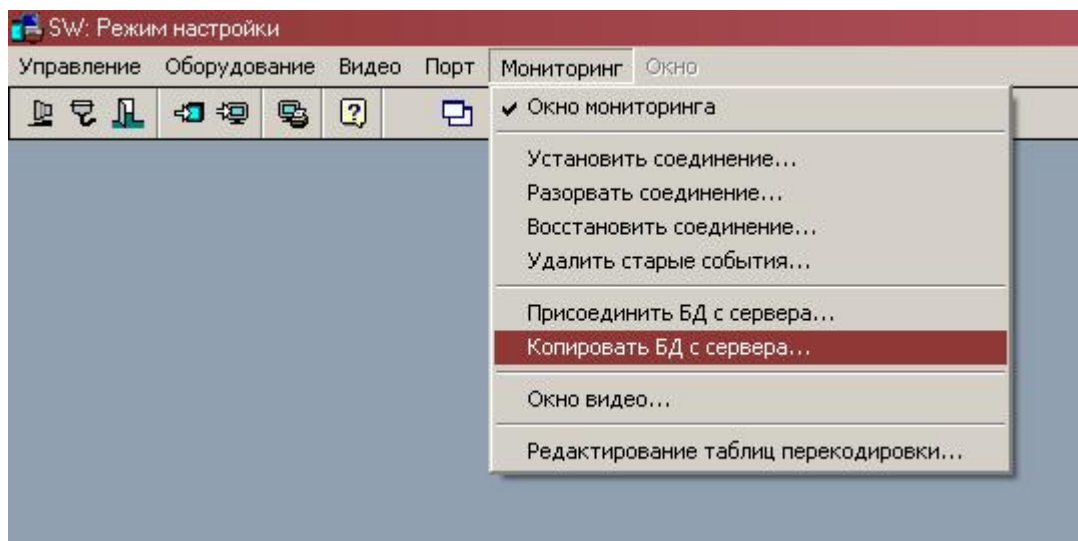 SW: Режим настройки
Управление Оборудование Видео Порт Мониторинг Окно
Окно мониторинга
Установить соединение...
Разорвать соединение...
Восстановить соединение...
Удалить старые события...
Присоединить БД с сервера...
Копировать БД с сервера...
Окно видео...
Редактирование таблиц перекодировки...